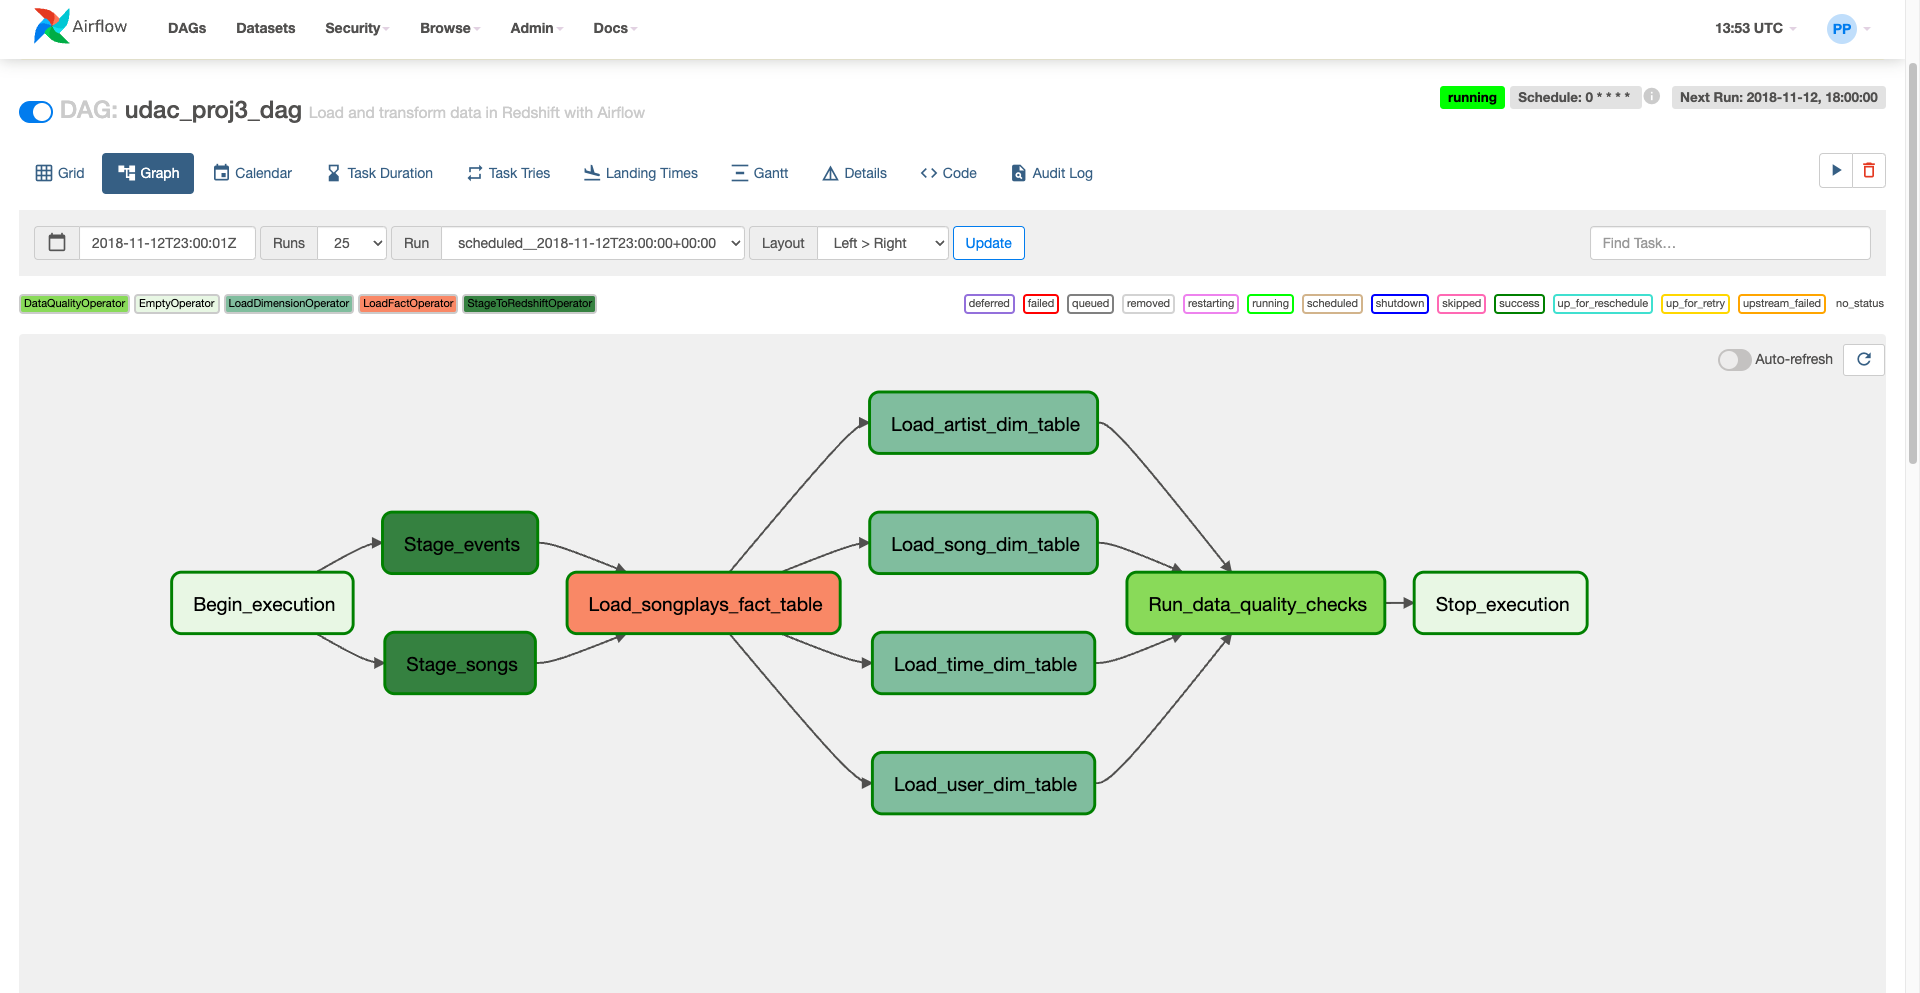 Airflow DAGs Datasets Security Browse Admin Docs 13:53 UTC PP
DAG: udac_proj3_dag Load and transform data in Redshift with Airflow
running Schedule: 0 * * * * Next Run: 2018-11-12, 18:00:00
Grid Graph Calendar Task Duration Task Tries Landing Times Gantt Details Code Audit Log
2018-11-12T23:00:01Z Runs 25 Run scheduled__2018-11-12T23:00:00+00:00 Layout Left > Right Update Find Task...
DataQualityOperator EmptyOperator LoadDimensionOperator LoadFactOperator StageToRedshiftOperator deferred failed queued removed restarting running scheduled shutdown skipped success up_for_reschedule up_for_retry upstream_failed no_status
Auto-refresh
Begin_execution
Stage_events
Stage_songs
Load_songplays_fact_table
Load_artist_dim_table
Load_song_dim_table
Load_time_dim_table
Load_user_dim_table
Run_data_quality_checks
Stop_execution